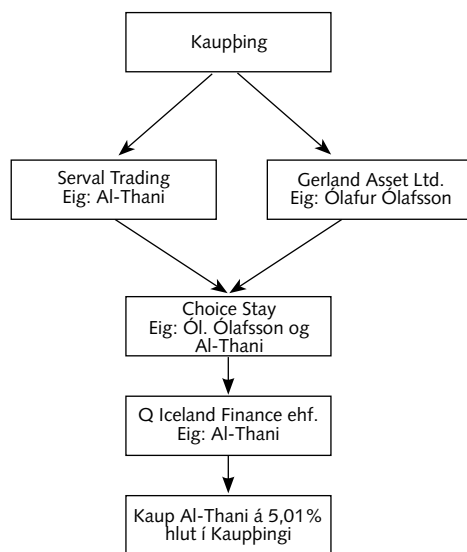 Kaupþing
Serval Trading
Eig: Al-Thani
Gerland Asset Ltd.
Eig: Ólafur Ólafsson
Choice Stay
Eig: Ól. Ólafsson og
Al-Thani
Q Iceland Finance ehf.
Eig: Al-Thani
Kaup Al-Thani á 5,01%
hlut í Kaupþingi